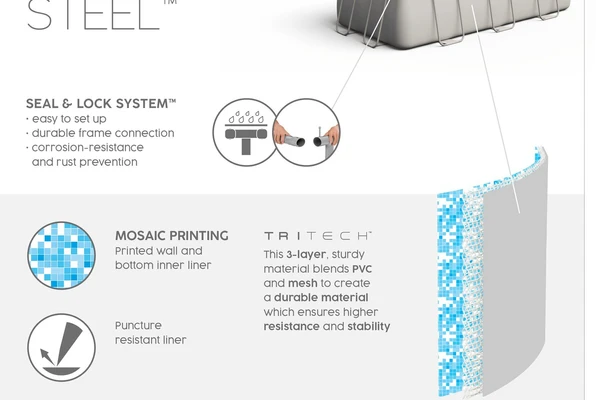 STEEL™
SEAL & LOCK SYSTEM™
· easy to set up
· durable frame connection
· corrosion-resistance
and rust prevention
MOSAIC PRINTING
Printed wall and
bottom inner liner
Puncture
resistant liner
TRITECH™
This 3-layer, sturdy
material blends PVC
and mesh to create
a durable material
which ensures higher
resistance and stability